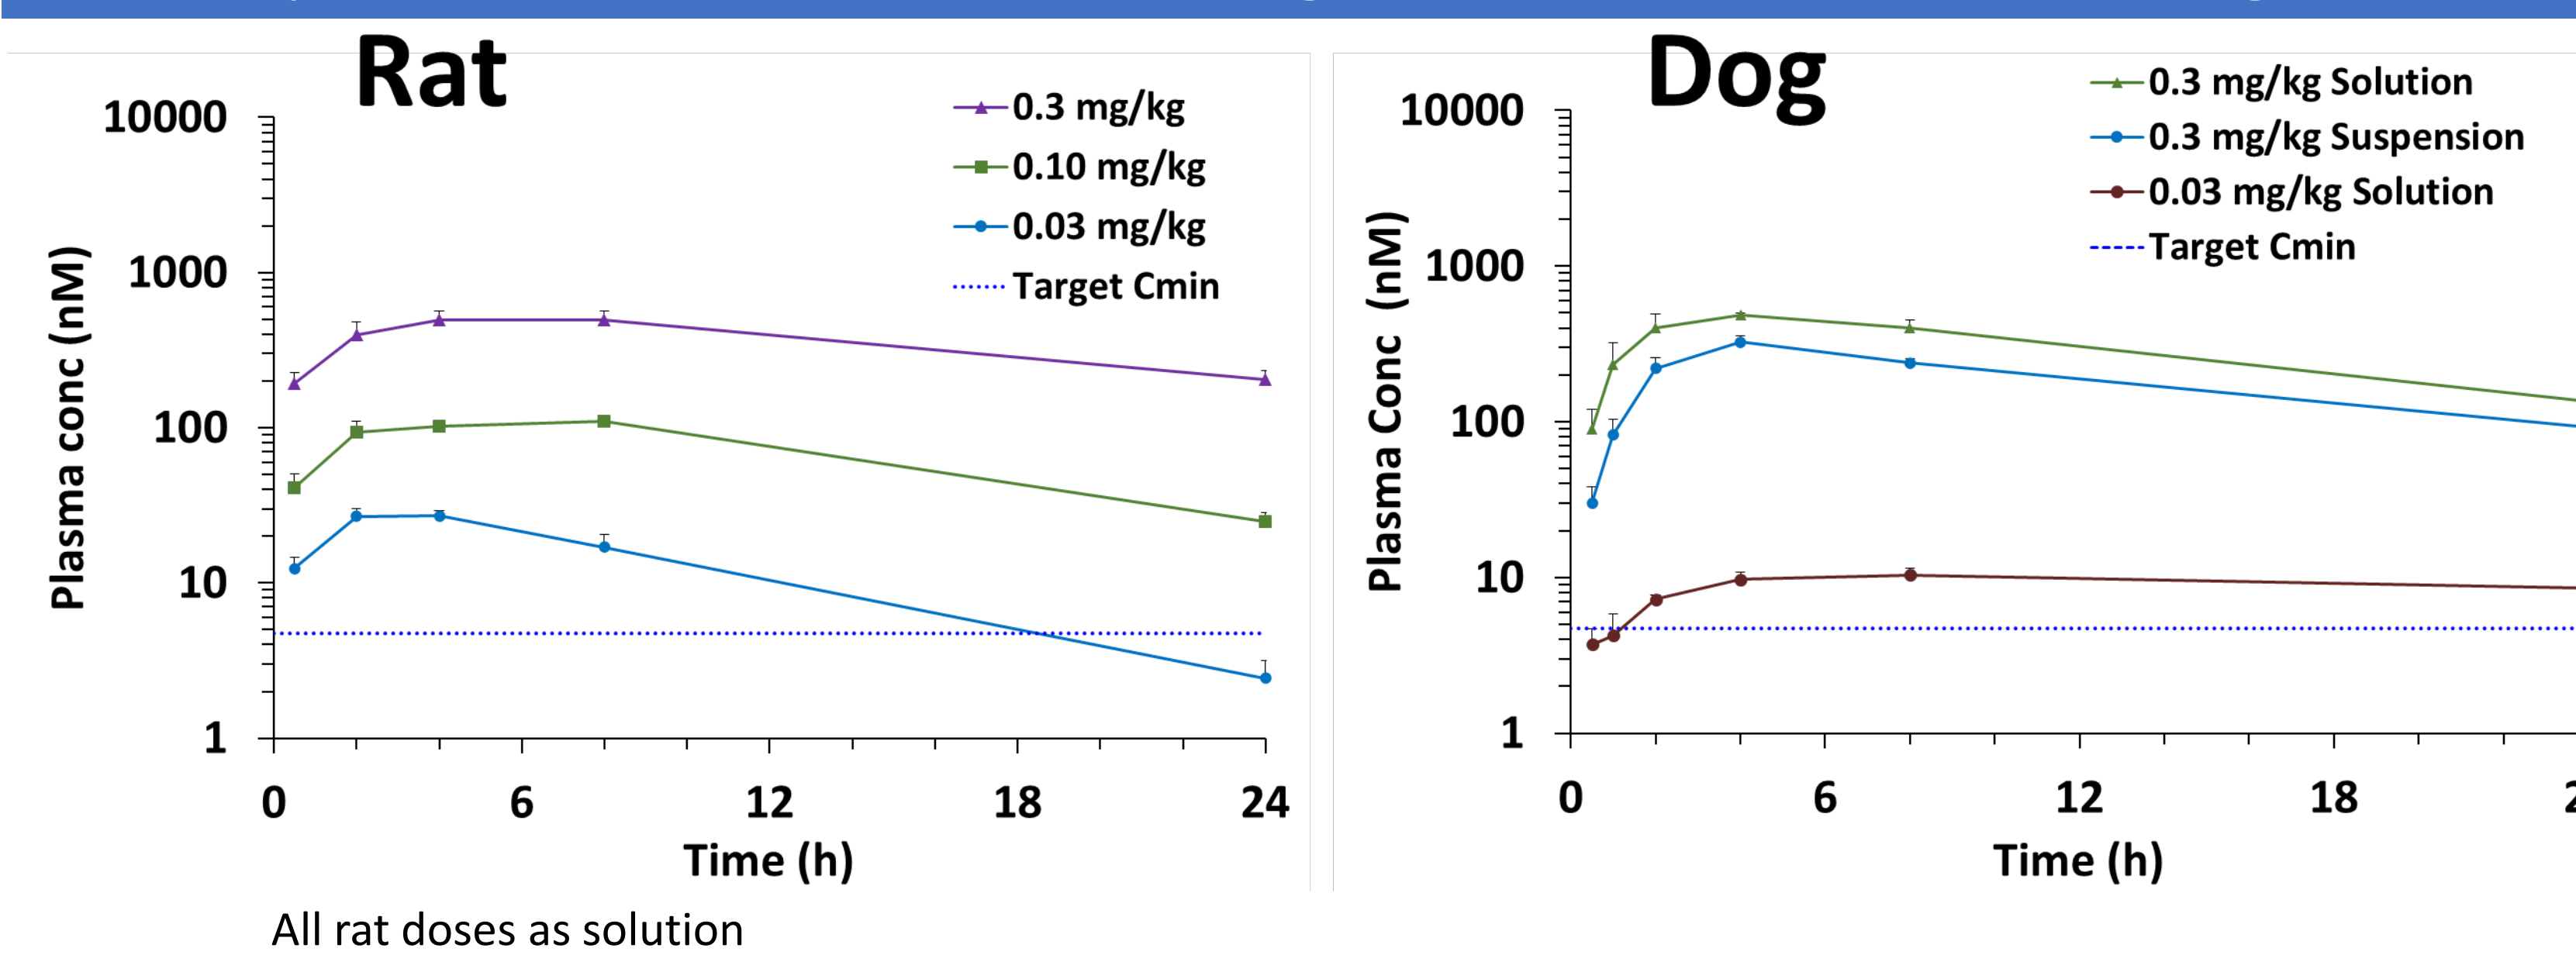 Rat
10000
1000
100
10
1
Plasma conc (nM)
0.3 mg/kg
0.10 mg/kg
0.03 mg/kg
Target Cmin
0 6 12 18 24
Time (h)
All rat doses as solution
Dog
10000
1000
100
10
1
Plasma Conc (nM)
0.3 mg/kg Solution
0.3 mg/kg Suspension
0.03 mg/kg Solution
Target Cmin
0 6 12 18
Time (h)